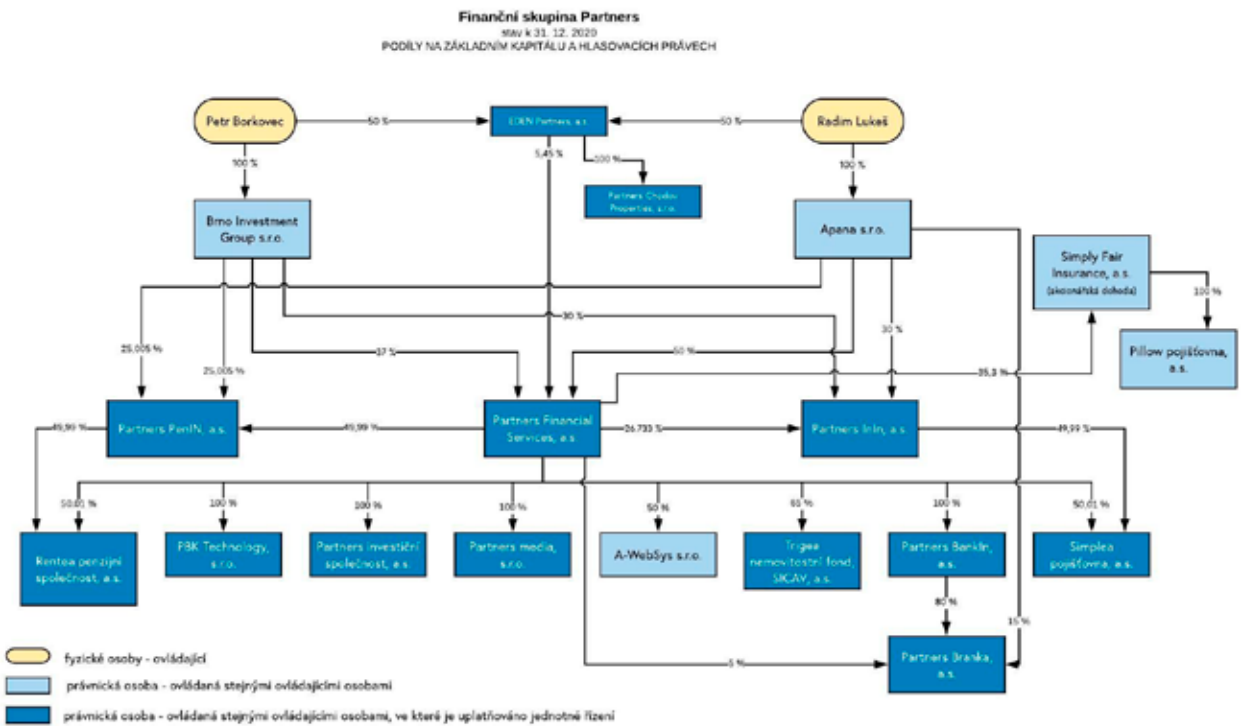 Finanční skupina Partners
stav k 31. 12. 2020
PODÍLY NA ZÁKLADNÍM KAPITÁLU A HLASOVACÍCH PRÁVECH
Petr Borkovec
50 %
EDEN Partners, a.s.
50 %
Radim Lukeš
100 %
5,45 %
100 %
100 %
Partners Chodov
Properties, s.r.o.
Brno Investment
Group s.r.o.
Apana s.r.o.
Simply Fair
Insurance, a.s.
(akcionářská dohoda)
100 %
30 %
30 %
Pillow pojišťovna,
a.s.
25,005 %
25,005 %
37 %
50 %
35,3 %
Partners PenIN, a.s.
Partners Financial
Services, a.s.
Partners InIn, a.s.
49,99 %
49,99 %
26,733 %
49,99 %
50,01 %
100 %
100 %
100 %
50 %
100 %
50,01 %
Rentea penzijní
společnost, a.s.
PBK Technology,
s.r.o.
Partners investiční
společnost, a.s.
Partners media,
s.r.o.
A-WebSys s.r.o.
Trigea
nemovitostní fond,
SICAV, a.s.
Partners BankIn,
a.s.
Simplea
pojišťovna, a.s.
80 %
15 %
Partners Branka,
a.s.
5 %
fyzické osoby - ovládající
právnická osoba - ovládaná stejnými ovládajícími osobami
právnická osoba - ovládaná stejnými ovládajícími osobami, ve které je uplatňováno jednotné řízení